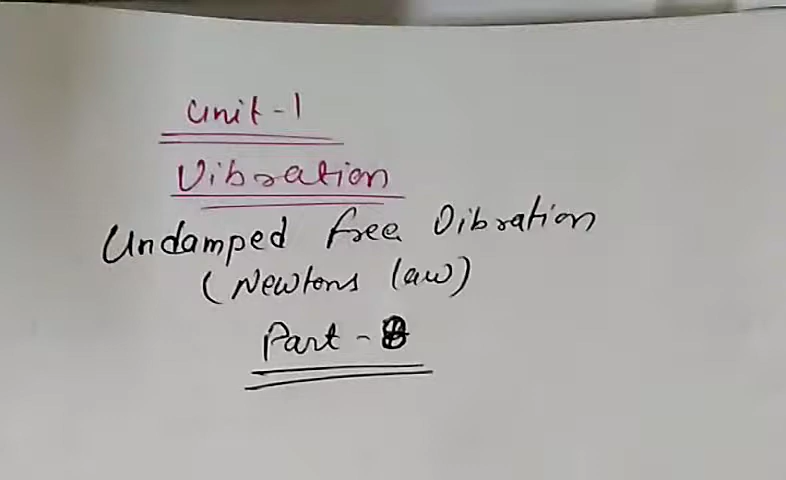 Unit-1
Vibration
Undamped free Vibration
(Newtons law)
Part -